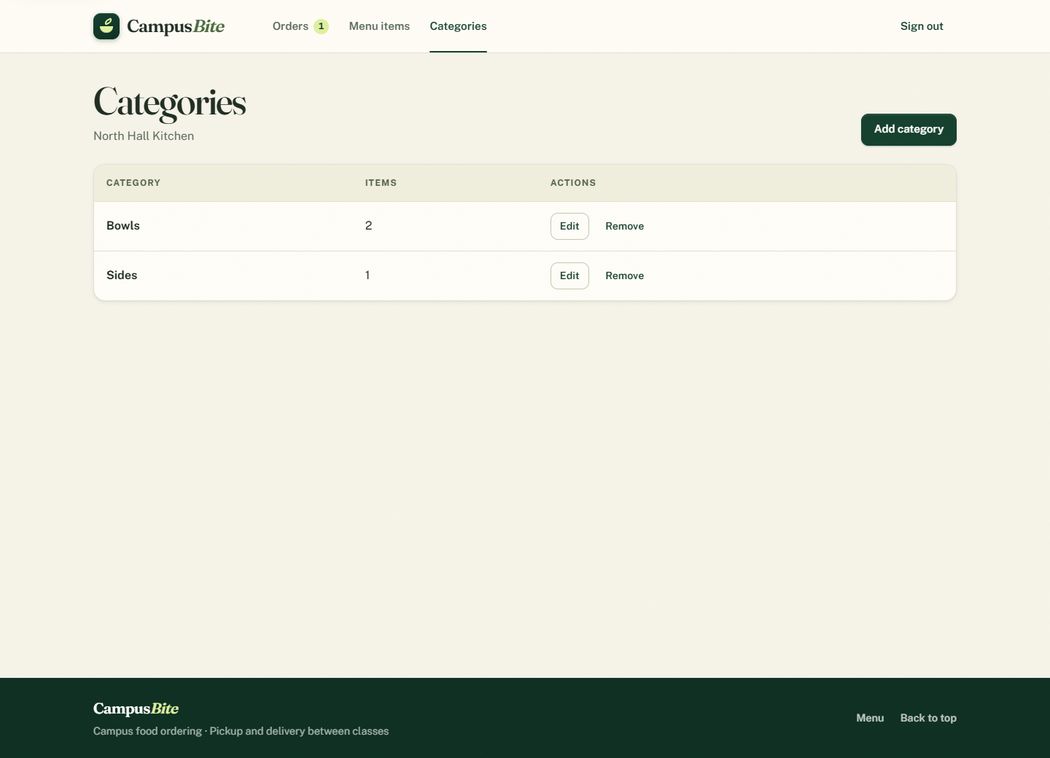 CampusBite Orders 1 Menu items Categories Sign out
Categories
North Hall Kitchen
Add category
CATEGORY ITEMS ACTIONS
Bowls 2 Edit Remove
Sides 1 Edit Remove
CampusBite
Campus food ordering · Pickup and delivery between classes
Menu Back to top